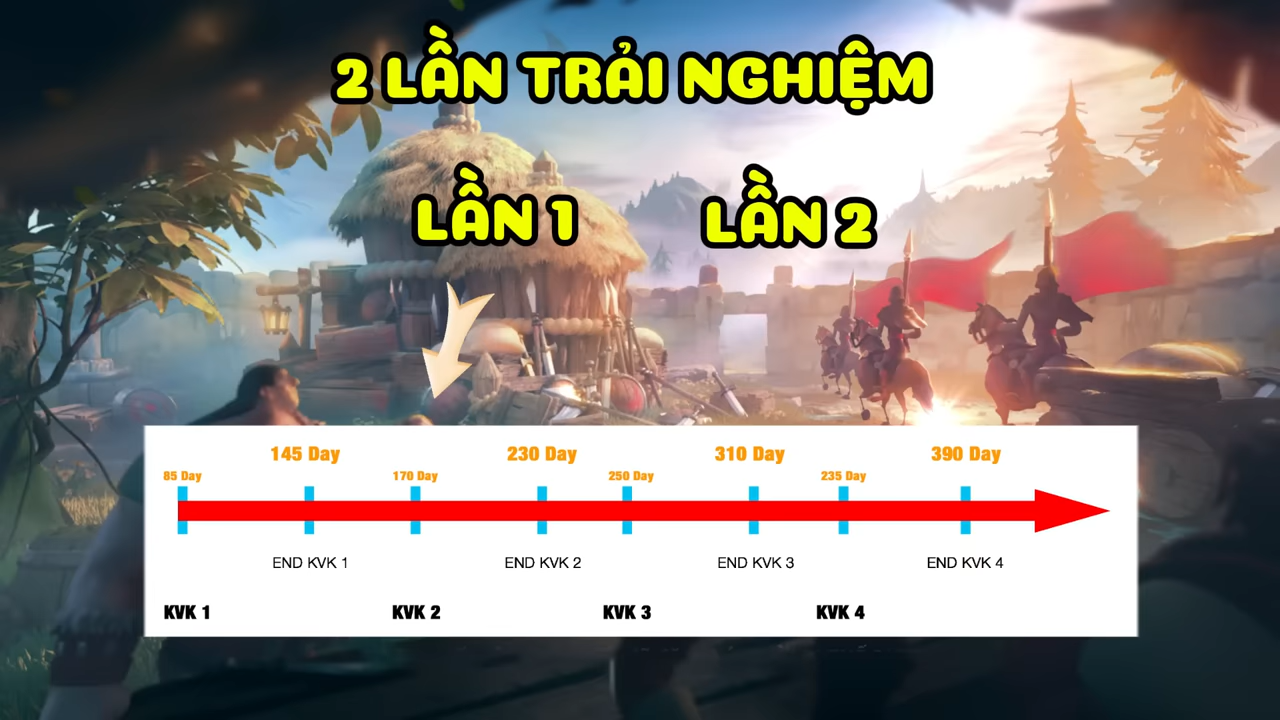 2 LẦN TRẢI NGHIỆM
LẦN 1 LẦN 2
145 Day 230 Day 310 Day 390 Day
85 Day 170 Day 250 Day 235 Day
END KVK 1 END KVK 2 END KVK 3 END KVK 4
KVK 1 KVK 2 KVK 3 KVK 4